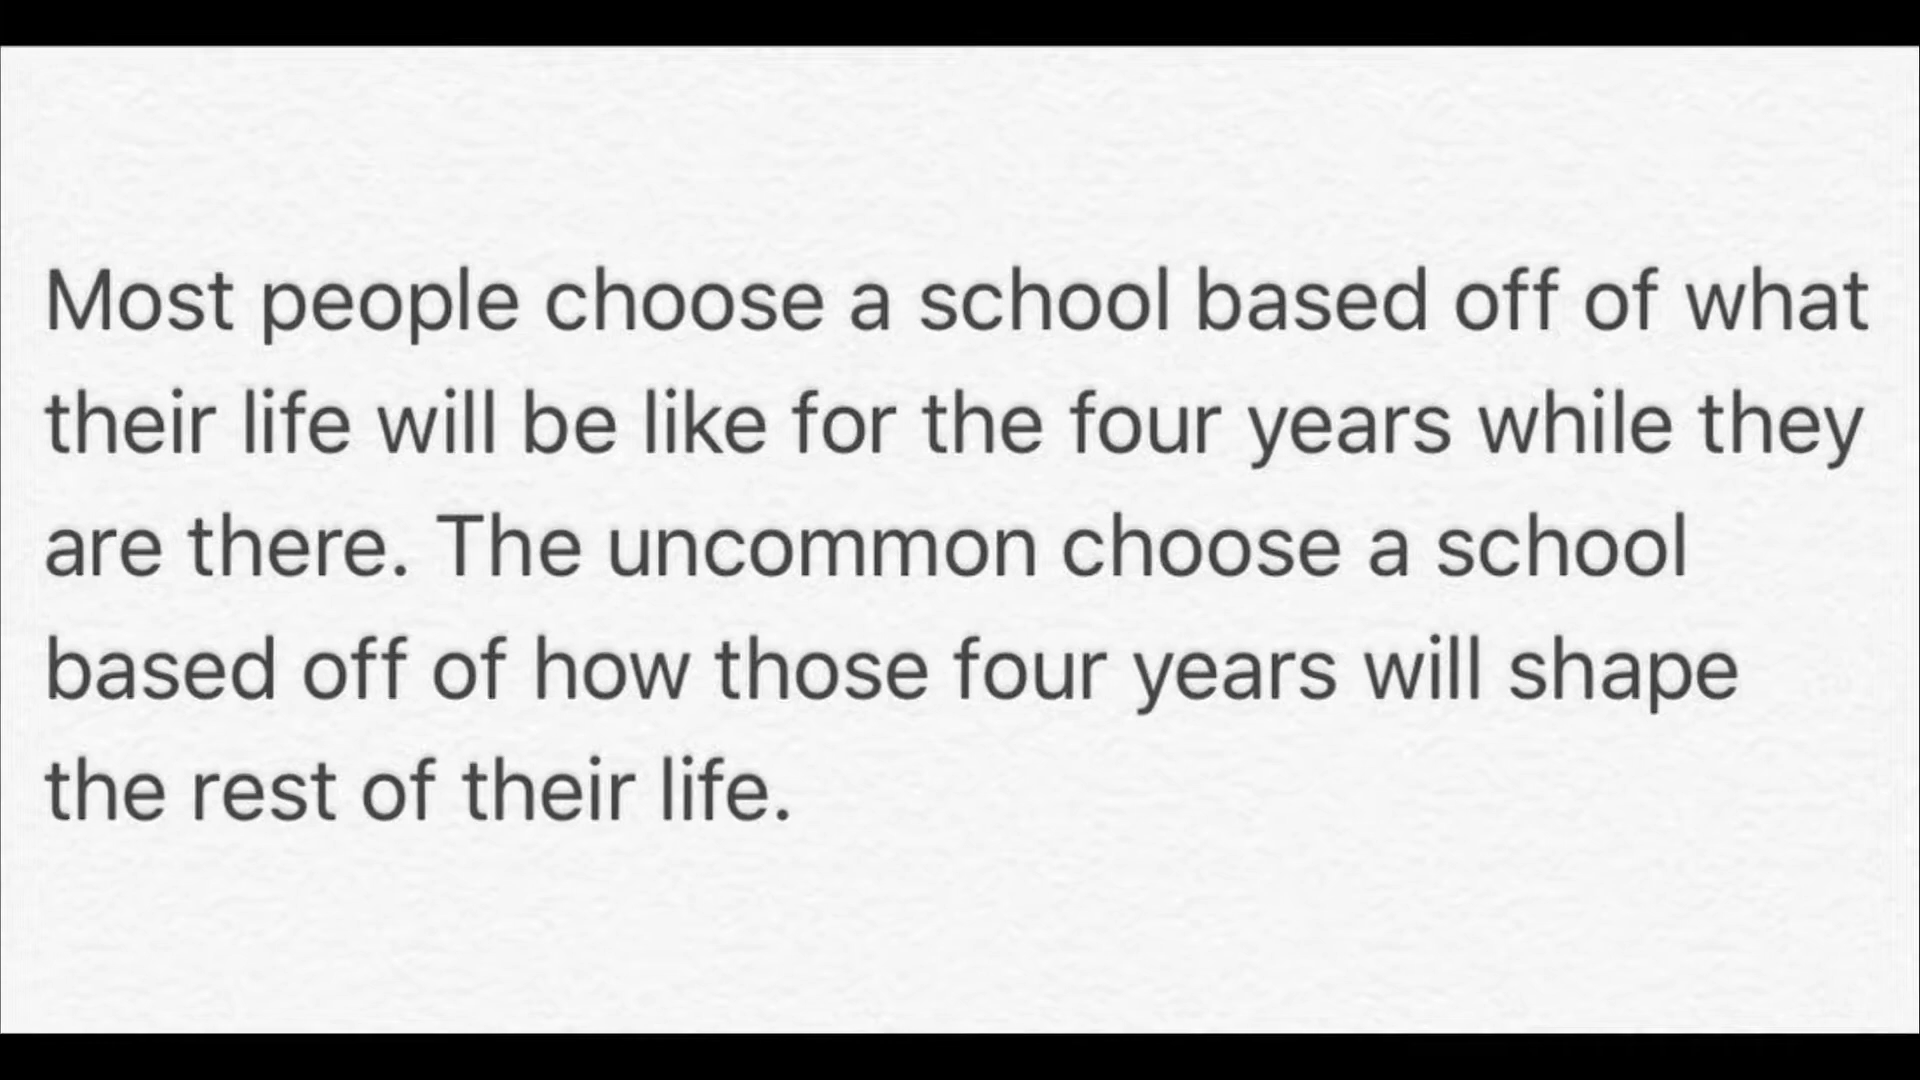 Most people choose a school based off of what
their life will be like for the four years while they
are there. The uncommon choose a school
based off of how those four years will shape
the rest of their life.